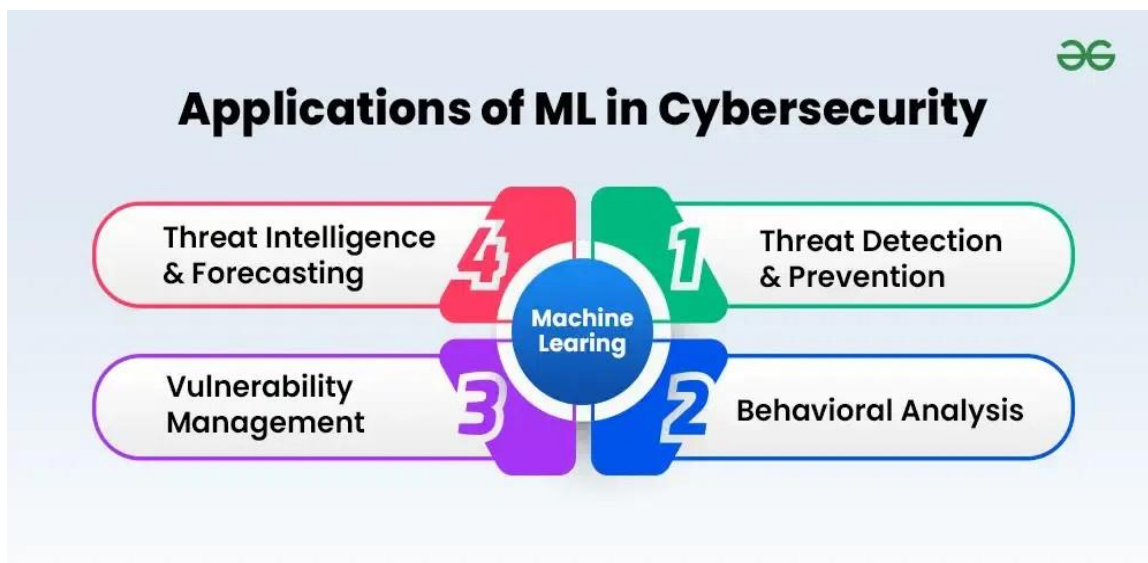 Applications of ML in Cybersecurity
1
Threat Detection
& Prevention
2
Behavioral Analysis
3
Vulnerability
Management
4
Threat Intelligence
& Forecasting
Machine
Learing